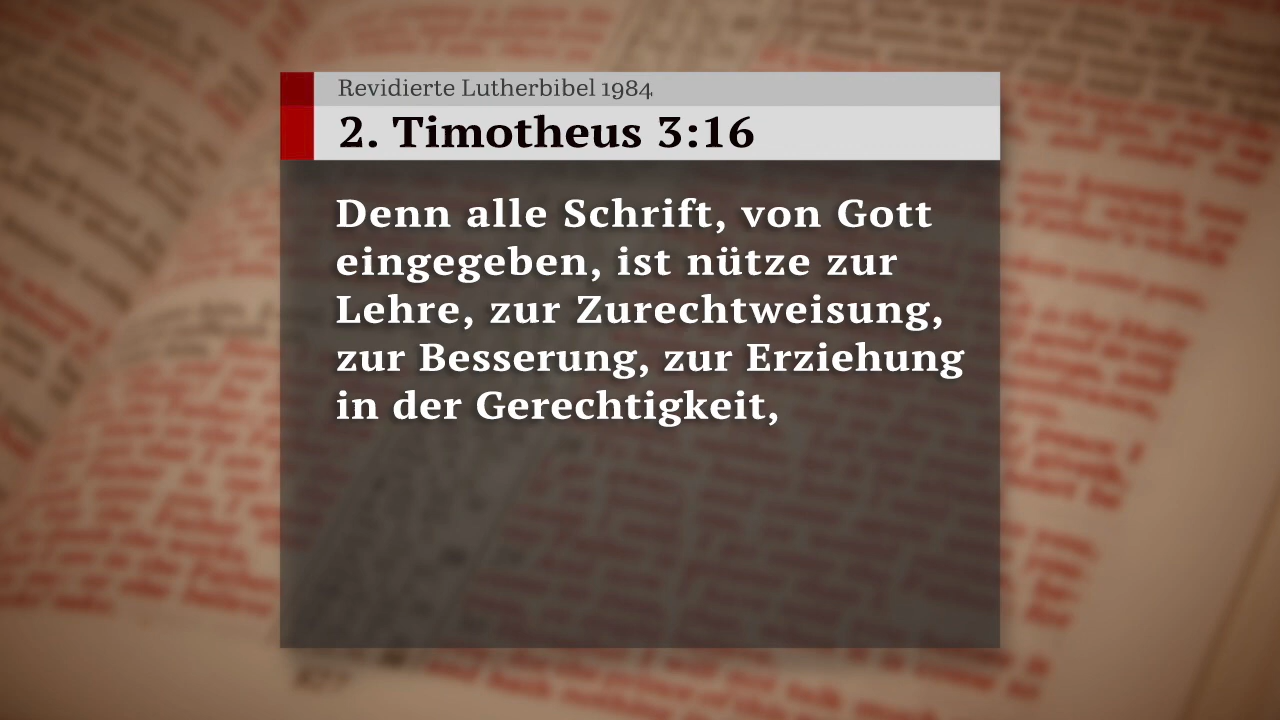 Revidierte Lutherbibel 1984
2. Timotheus 3:16
Denn alle Schrift, von Gott
eingegeben, ist nütze zur
Lehre, zur Zurechtweisung,
zur Besserung, zur Erziehung
in der Gerechtigkeit,